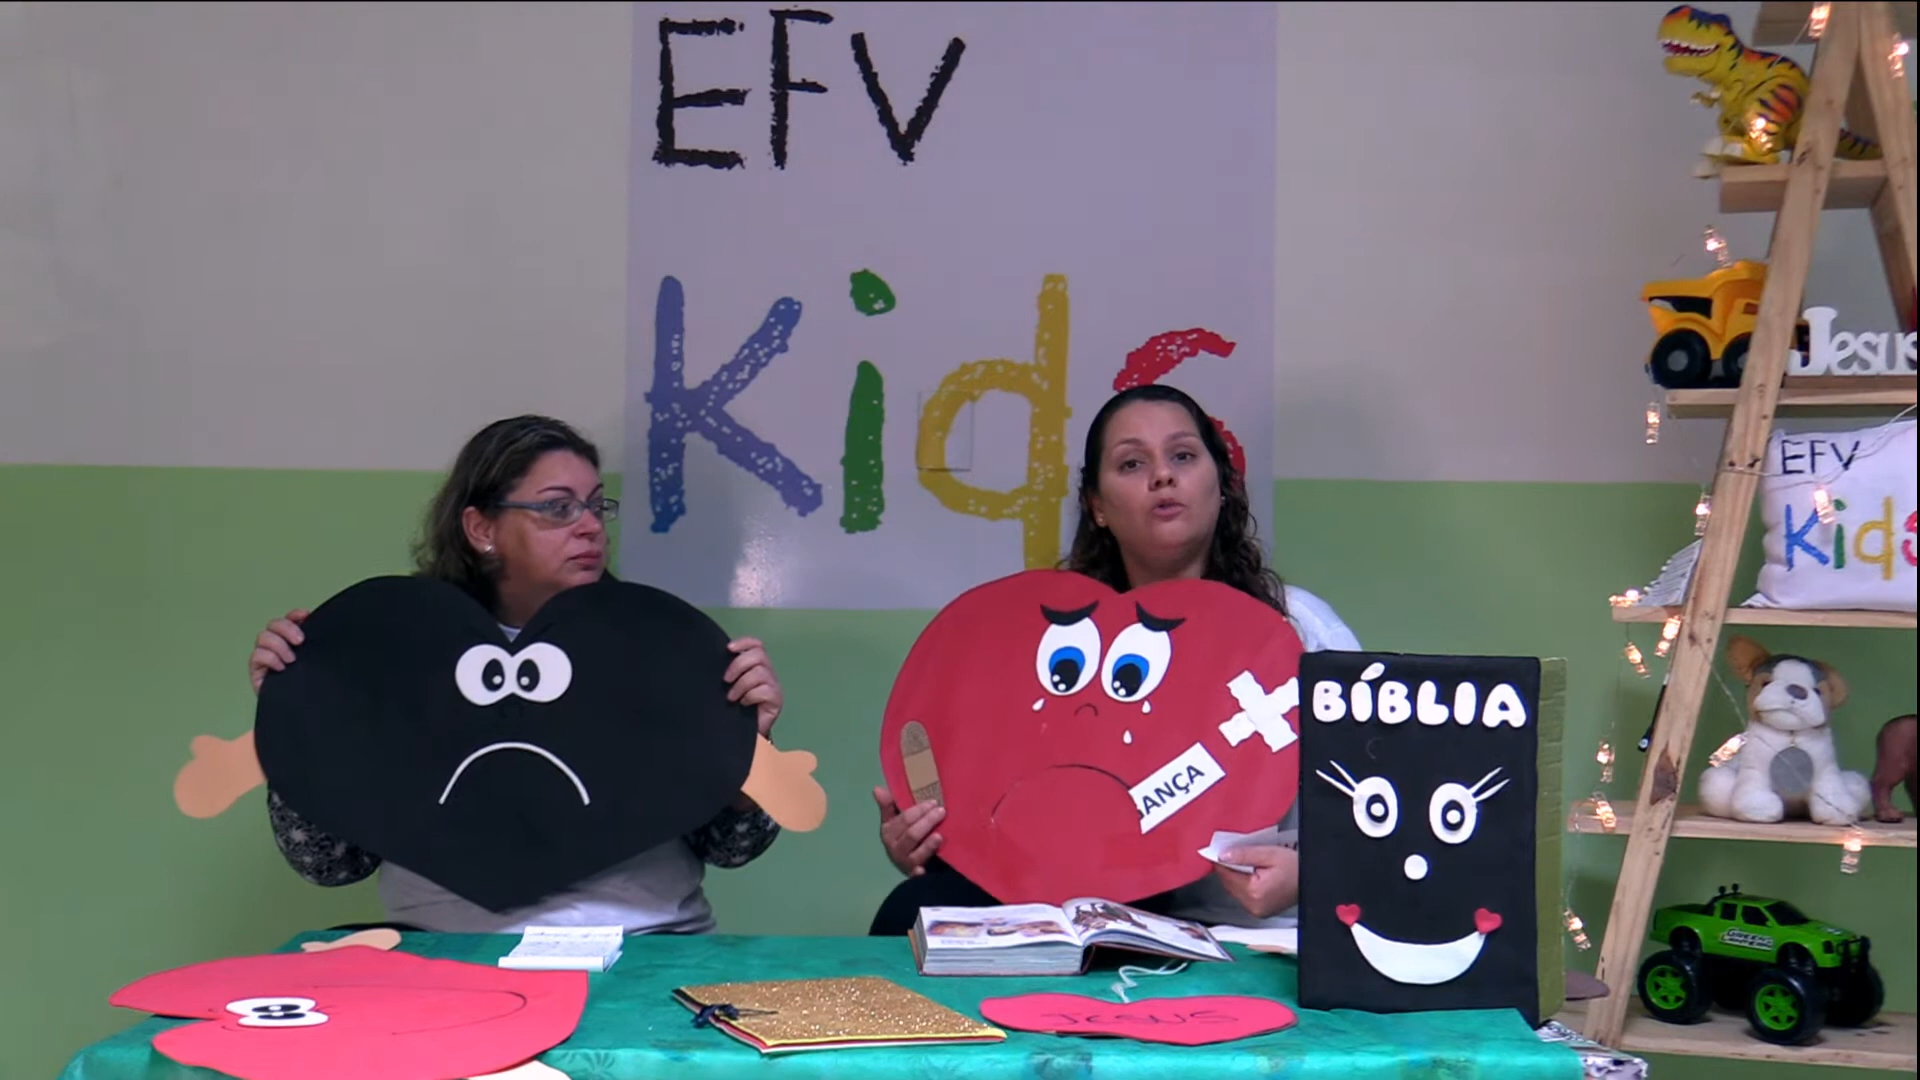 EFV
Kids
Jesus
EFV
Kids
BÍBLIA
ANÇA
JESUS